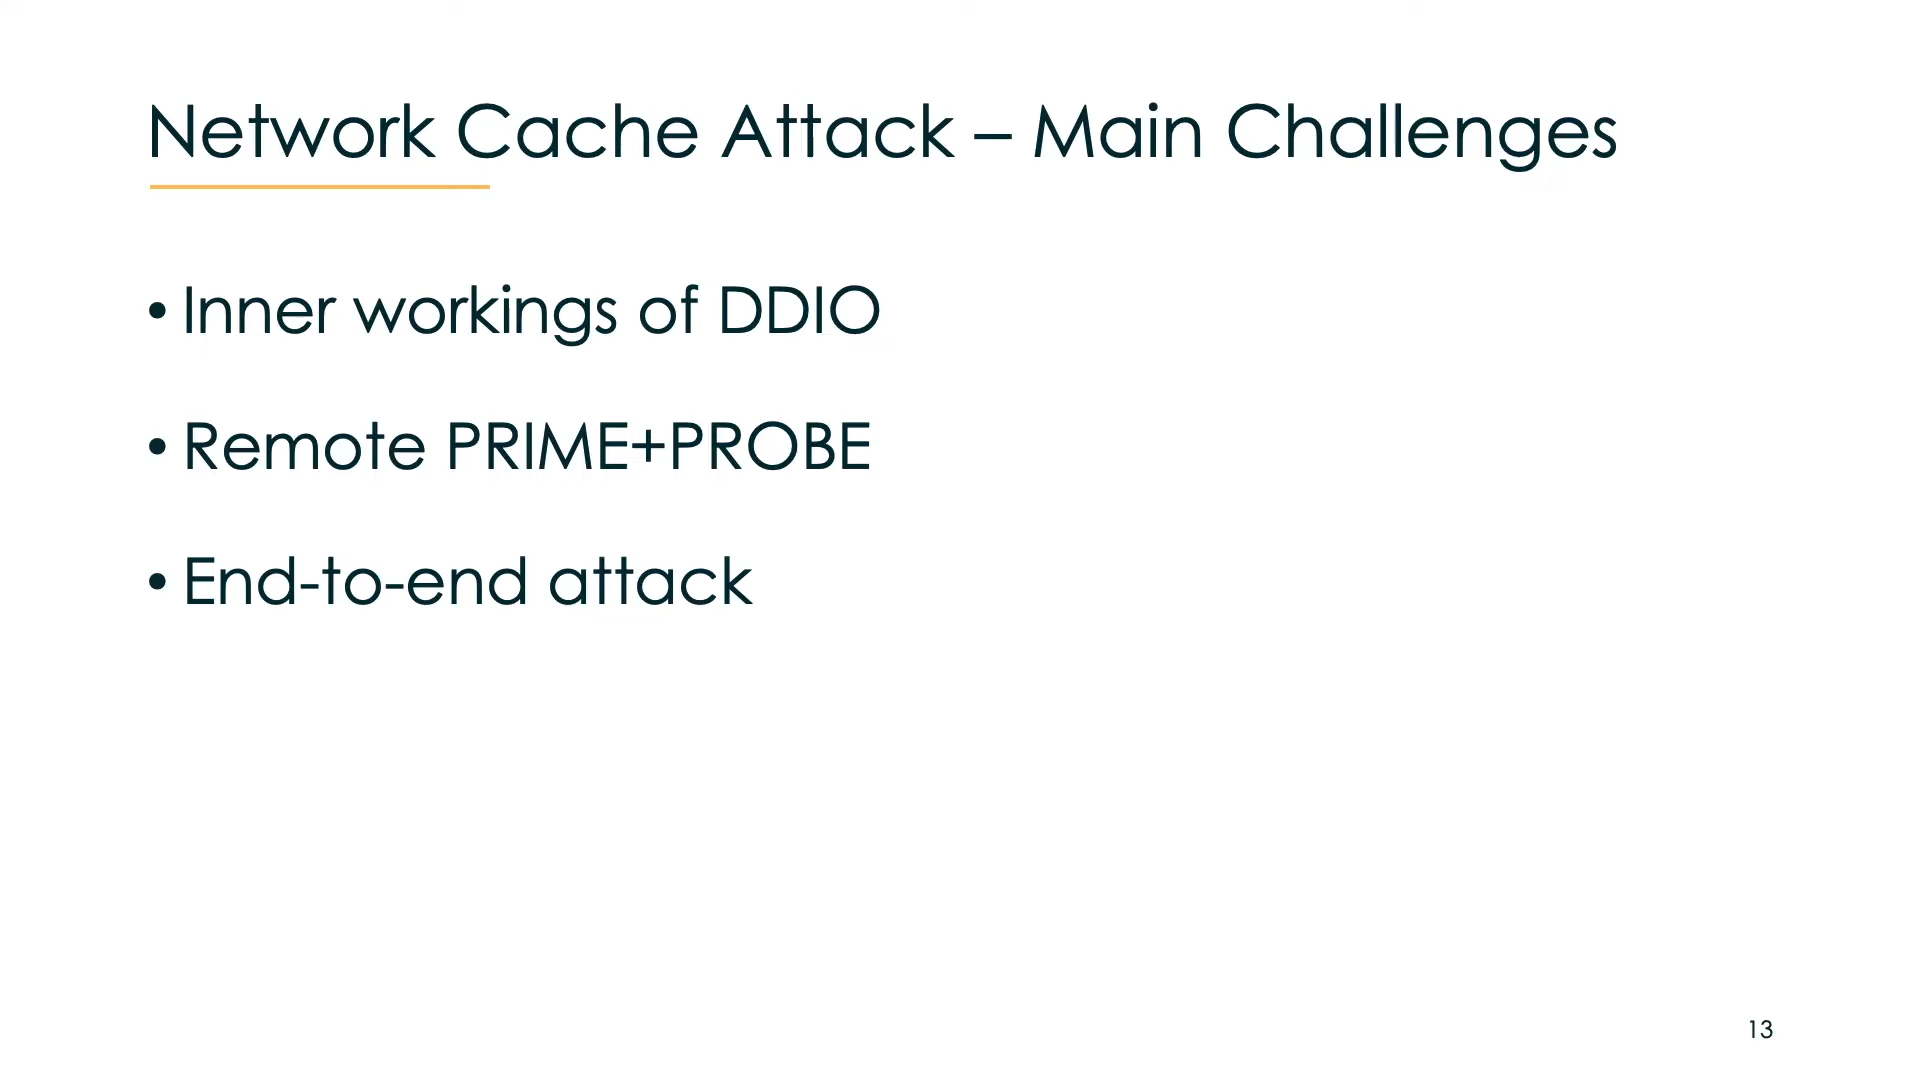 Network Cache Attack – Main Challenges
• Inner workings of DDIO
• Remote PRIME+PROBE
• End-to-end attack
13